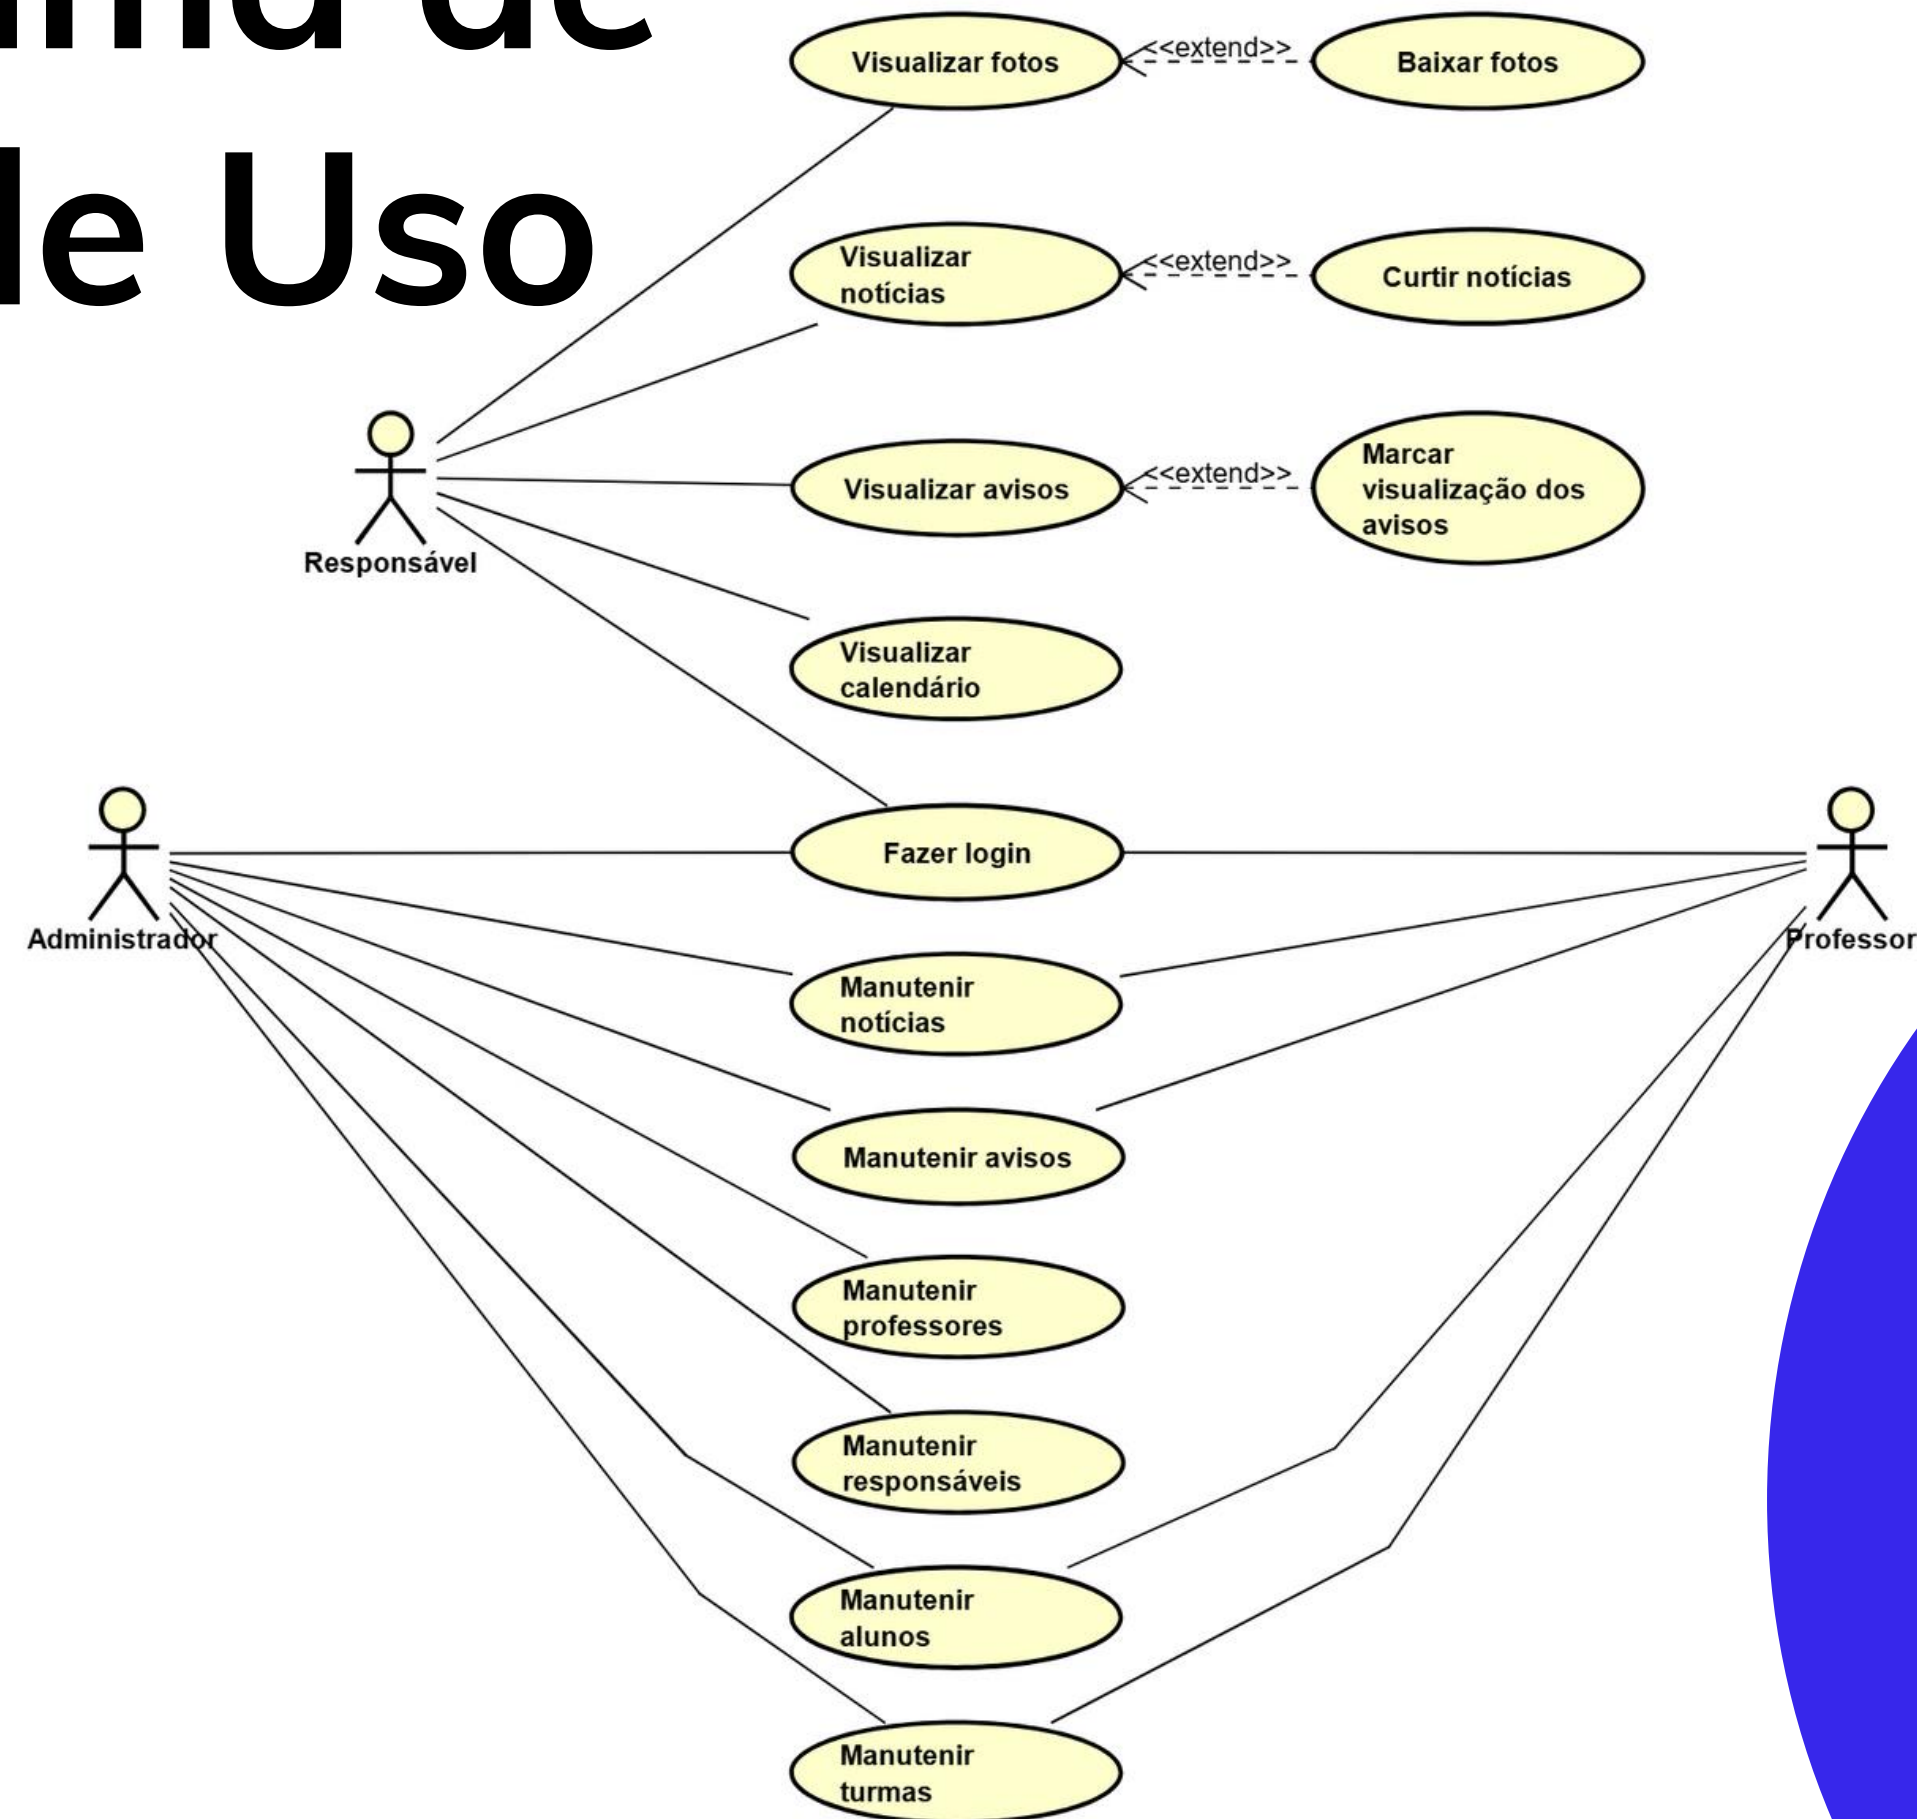 de
de Uso
Visualizar fotos
<<extend>>
Baixar fotos
Visualizar
notícias
<<extend>>
Curtir notícias
Visualizar avisos
<<extend>>
Marcar
visualização dos
avisos
Responsável
Visualizar
calendário
Fazer login
Administrador
Professor
Manutenir
notícias
Manutenir avisos
Manutenir
professores
Manutenir
responsáveis
Manutenir
alunos
Manutenir
turmas